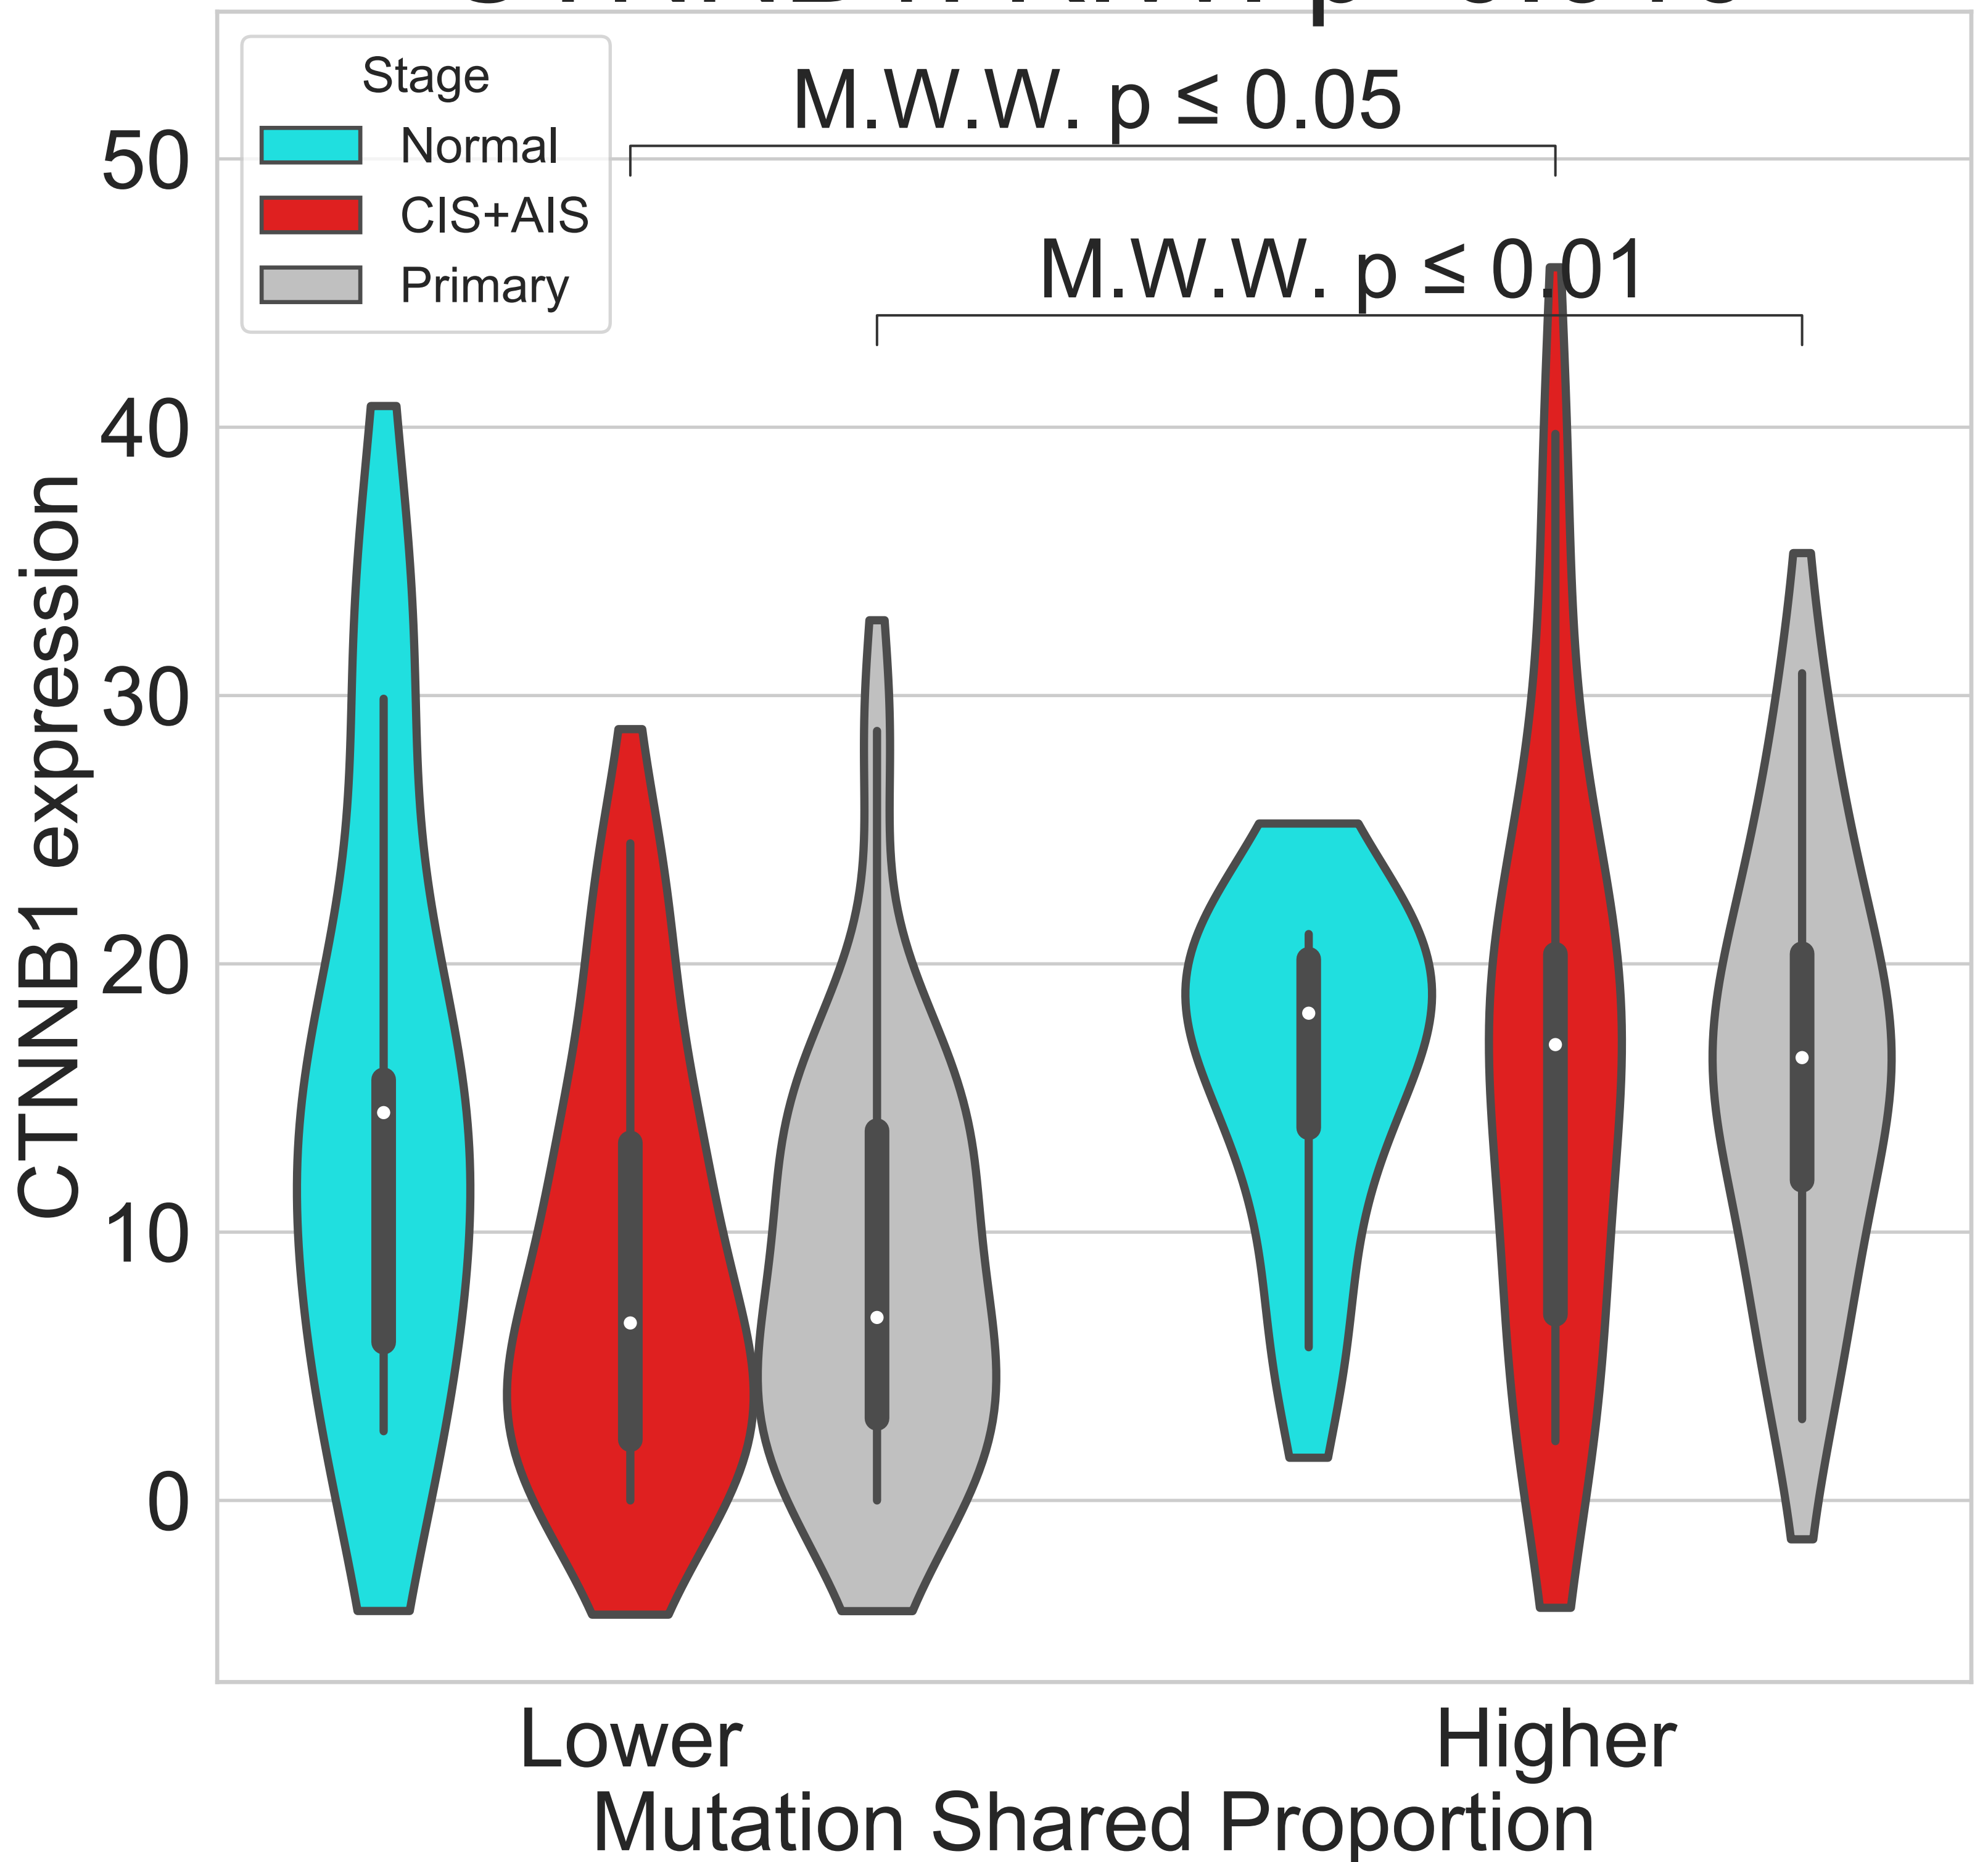 Stage
Normal
CIS+AIS
Primary
M.W.W. p ≤ 0.05
M.W.W. p ≤ 0.01
50
40
30
20
10
0
CTNNB1 expression
Lower
Higher
Mutation Shared Proportion